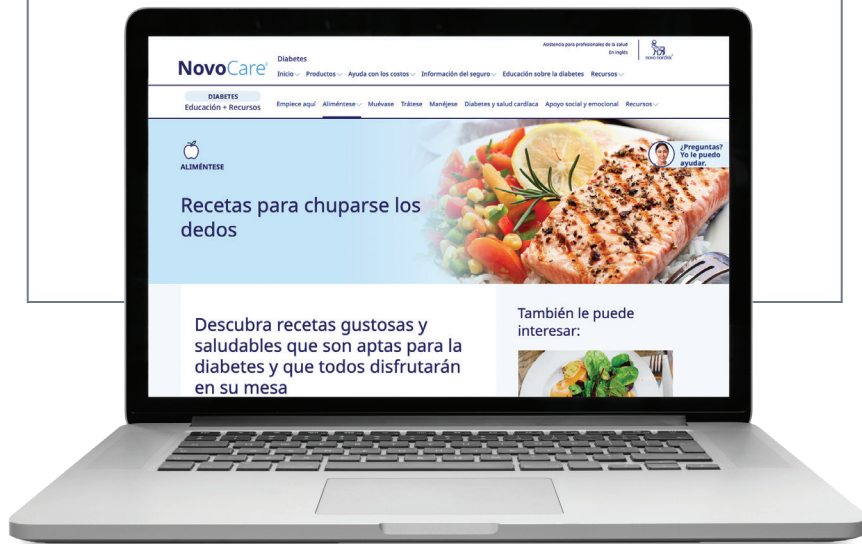 Asistencia para profesionales de la salud
En inglés
novo nordisk®
NovoCare®
Diabetes
Inicio Productos Ayuda con los costos Información del seguro Educación sobre la diabetes Recursos
DIABETES
Educación + Recursos
Empiece aquí Aliméntese Muévase Trátese Manéjese Diabetes y salud cardíaca Apoyo social y emocional Recursos
ALIMÉNTESE
¿Preguntas?
Yo le puedo
ayudar.
Recetas para chuparse los
dedos
Descubra recetas gustosas y
saludables que son aptas para la
diabetes y que todos disfrutarán
en su mesa
También le puede
interesar: